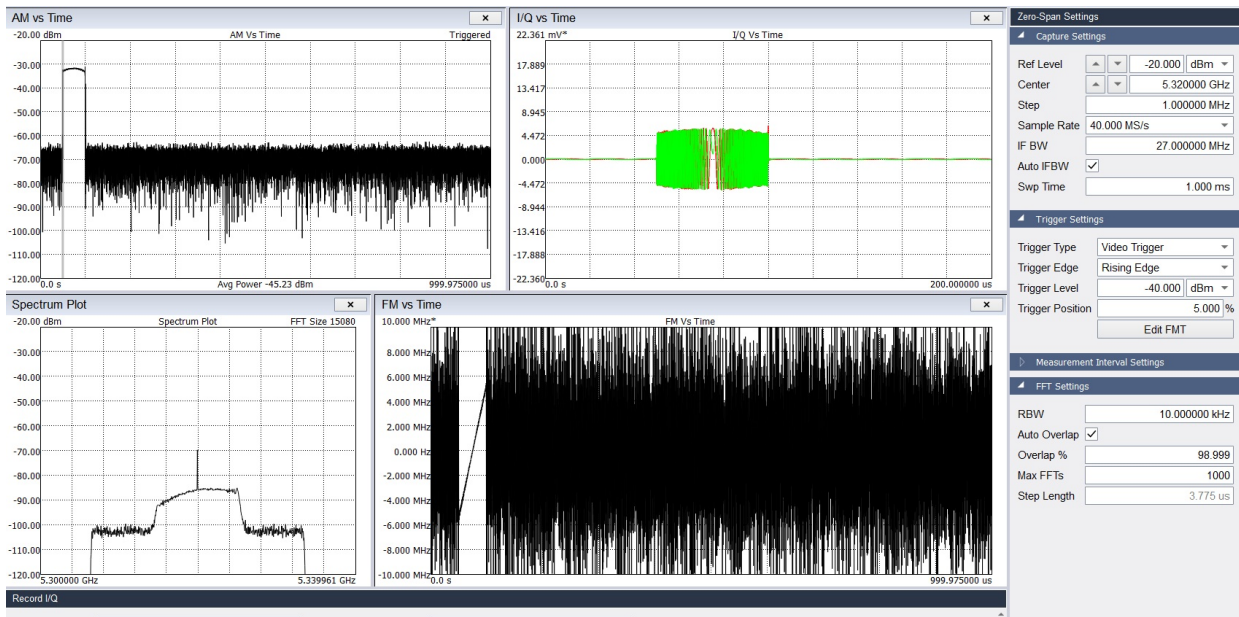 AM vs Time
-20.00 dBm AM Vs Time Triggered
-30.00
-40.00
-50.00
-60.00
-70.00
-80.00
-90.00
-100.00
-110.00
-120.00 0.0 s Avg Power -45.23 dBm 999.975000 us
I/Q vs Time
22.361 mV* I/Q Vs Time
17.889
13.417
8.945
4.472
0.000
-4.472
-8.944
-13.416
-17.888
-22.360 0.0 s 200.000000 us
Spectrum Plot
-20.00 dBm Spectrum Plot FFT Size 15080
-30.00
-40.00
-50.00
-60.00
-70.00
-80.00
-90.00
-100.00
-110.00
-120.00
5.300000 GHz 5.339961 GHz
FM vs Time
10.000 MHz* FM Vs Time
8.000 MHz
6.000 MHz
4.000 MHz
2.000 MHz
0.000 Hz
-2.000 MHz
-4.000 MHz
-6.000 MHz
-8.000 MHz
-10.000 MHz 0.0 s 999.975000 us
Record I/Q
Zero-Span Settings
Capture Settings
Ref Level -20.000 dBm
Center 5.320000 GHz
Step 1.000000 MHz
Sample Rate 40.000 MS/s
IF BW 27.000000 MHz
Auto IFBW
Swp Time 1.000 ms
Trigger Settings
Trigger Type Video Trigger
Trigger Edge Rising Edge
Trigger Level -40.000 dBm
Trigger Position 5.000 %
Edit FMT
Measurement Interval Settings
FFT Settings
RBW 10.000000 kHz
Auto Overlap
Overlap % 98.999
Max FFTs 1000
Step Length 3.775 us